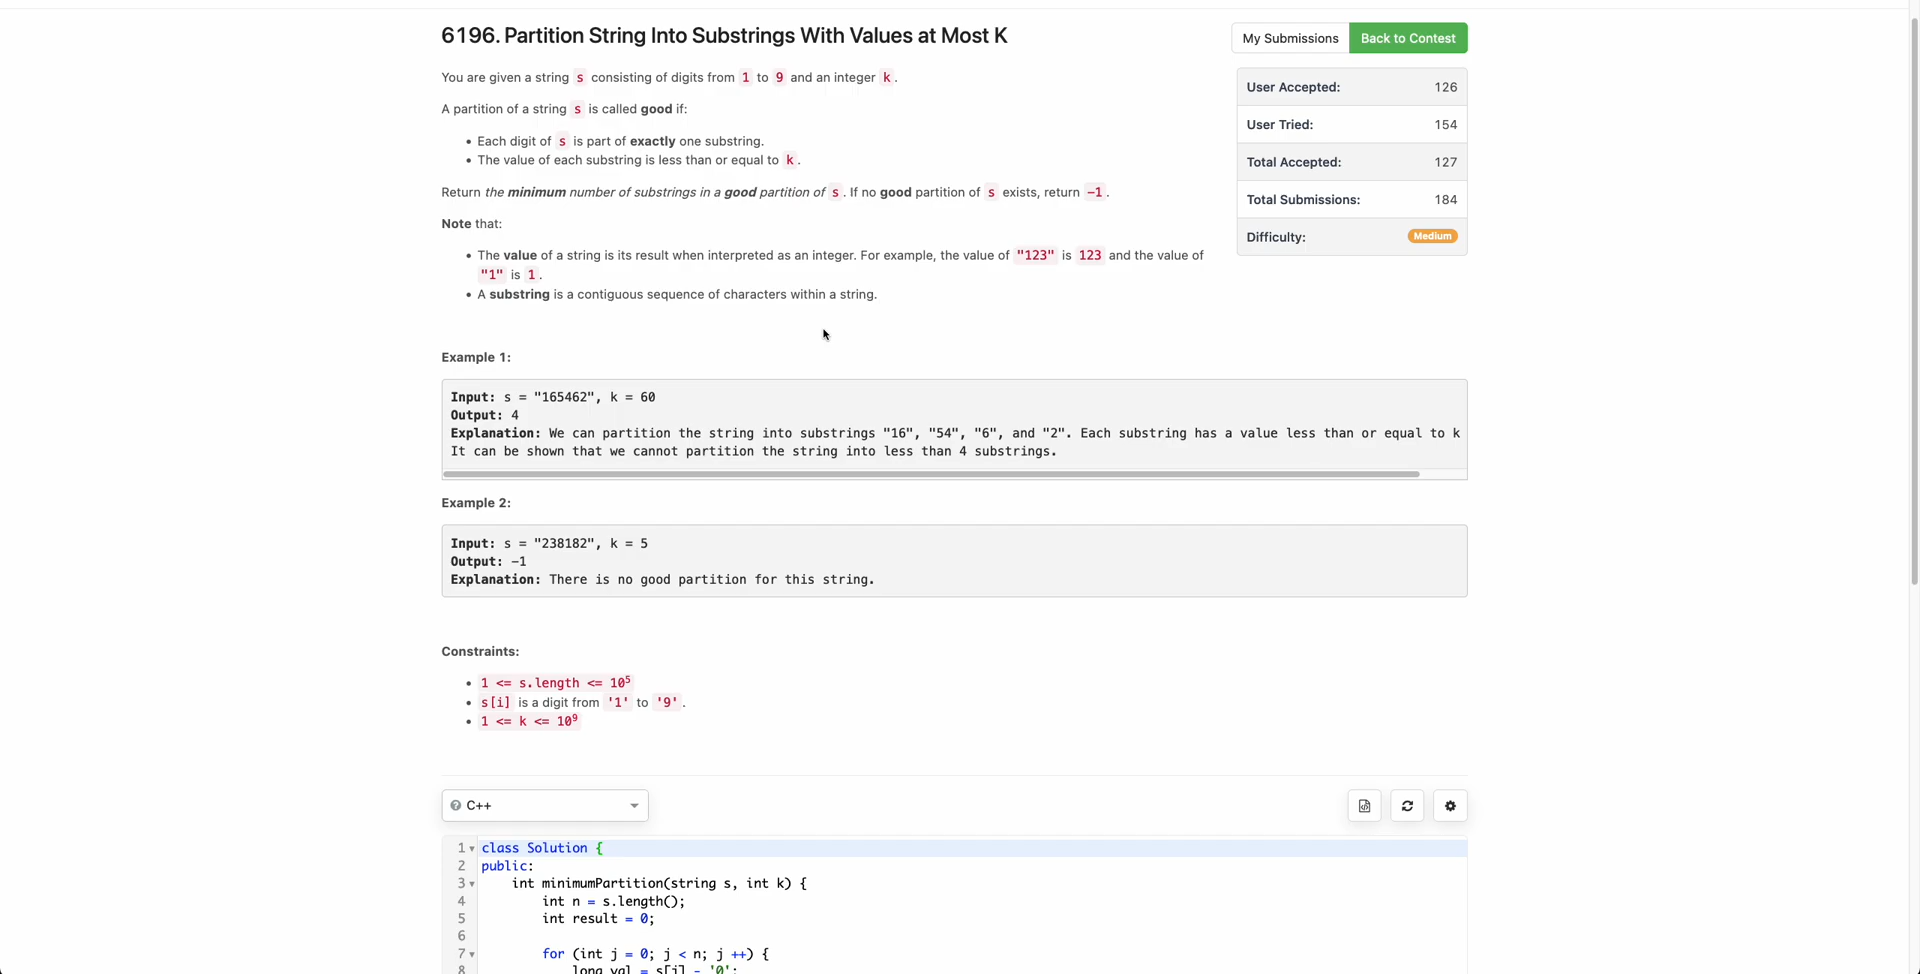 6196. Partition String Into Substrings With Values at Most K
My Submissions
Back to Contest
You are given a string s consisting of digits from 1 to 9 and an integer k .
A partition of a string s is called good if:
• Each digit of s is part of exactly one substring.
• The value of each substring is less than or equal to k .
Return the minimum number of substrings in a good partition of s . If no good partition of s exists, return −1 .
Note that:
• The value of a string is its result when interpreted as an integer. For example, the value of "123" is 123 and the value of
"1" is 1 .
• A substring is a contiguous sequence of characters within a string.
User Accepted: 126
User Tried: 154
Total Accepted: 127
Total Submissions: 184
Difficulty: Medium
Example 1:
Input: s = "165462", k = 60
Output: 4
Explanation: We can partition the string into substrings "16", "54", "6", and "2". Each substring has a value less than or equal to k
It can be shown that we cannot partition the string into less than 4 substrings.
Example 2:
Input: s = "238182", k = 5
Output: −1
Explanation: There is no good partition for this string.
Constraints:
• 1 <= s.length <= 10⁵
• s[i] is a digit from '1' to '9' .
• 1 <= k <= 10⁹
C++
1 class Solution {
2 public:
3 int minimumPartition(string s, int k) {
4 int n = s.length();
5 int result = 0;
6
7 for (int j = 0; j < n; j ++) {
8 long val = s[j] - '0';